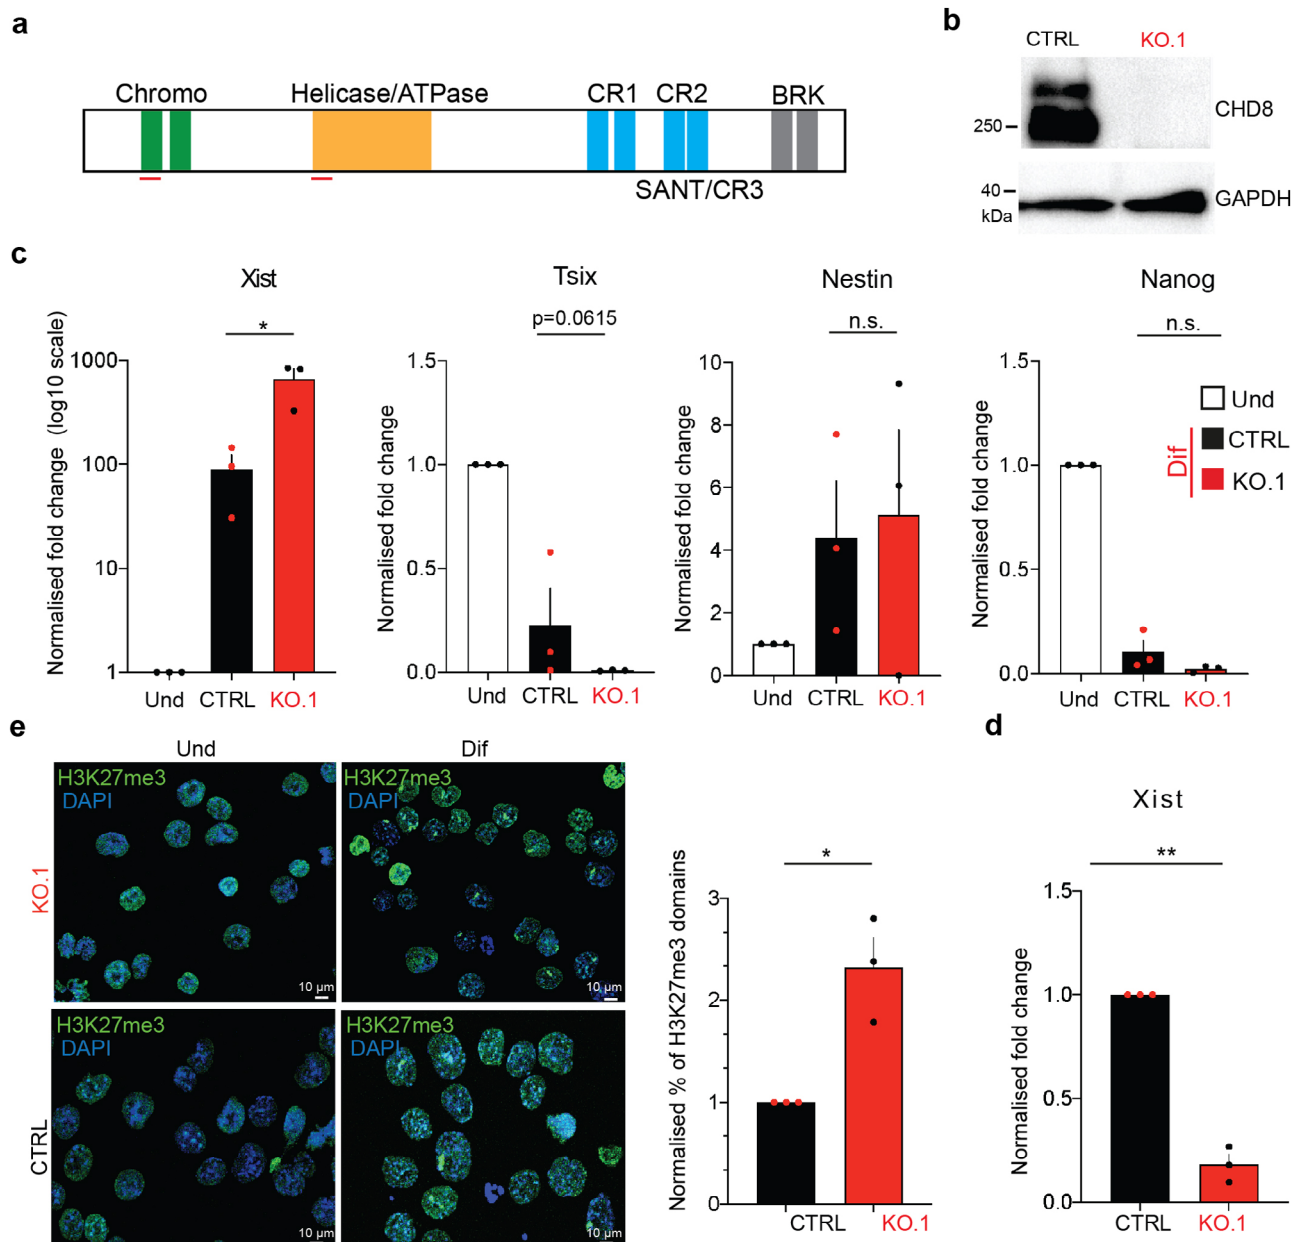 a
Chromo
Helicase/ATPase
CR1
CR2
BRK
SANT/CR3
b
CTRL
KO.1
250
CHD8
40
kDa
GAPDH
c
Xist
*
Normalised fold change (log10 scale)
1000
100
10
1
Und
CTRL
KO.1
Tsix
p=0.0615
Normalised fold change
1.5
1.0
0.5
0.0
Und
CTRL
KO.1
Nestin
n.s.
Normalised fold change
10
8
6
4
2
0
Und
CTRL
KO.1
Nanog
n.s.
Normalised fold change
1.5
1.0
0.5
0.0
Und
CTRL
KO.1
Und
Dif
CTRL
KO.1
e
Und
Dif
KO.1
H3K27me3
DAPI
10 µm
H3K27me3
DAPI
10 µm
CTRL
H3K27me3
DAPI
10 µm
H3K27me3
DAPI
10 µm
*
Normalised % of H3K27me3 domains
3
2
1
0
CTRL
KO.1
d
Xist
**
Normalised fold change
1.5
1.0
0.5
0.0
CTRL
KO.1